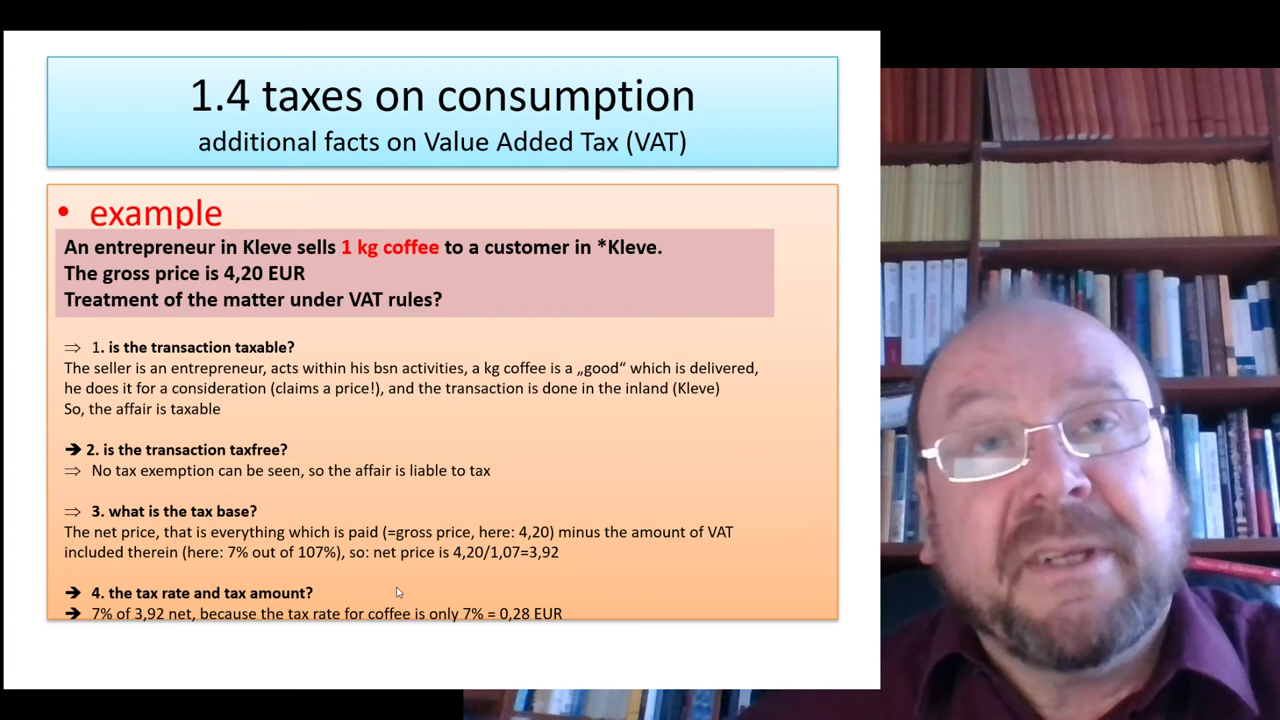 1.4 taxes on consumption
additional facts on Value Added Tax (VAT)
• example
An entrepreneur in Kleve sells 1 kg coffee to a customer in *Kleve.
The gross price is 4,20 EUR
Treatment of the matter under VAT rules?
⇒ 1. is the transaction taxable?
The seller is an entrepreneur, acts within his bsn activities, a kg coffee is a „good“ which is delivered,
he does it for a consideration (claims a price!), and the transaction is done in the inland (Kleve)
So, the affair is taxable
➔ 2. is the transaction taxfree?
⇒ No tax exemption can be seen, so the affair is liable to tax
⇒ 3. what is the tax base?
The net price, that is everything which is paid (=gross price, here: 4,20) minus the amount of VAT
included therein (here: 7% out of 107%), so: net price is 4,20/1,07=3,92
➔ 4. the tax rate and tax amount?
➔ 7% of 3,92 net, because the tax rate for coffee is only 7% = 0,28 EUR